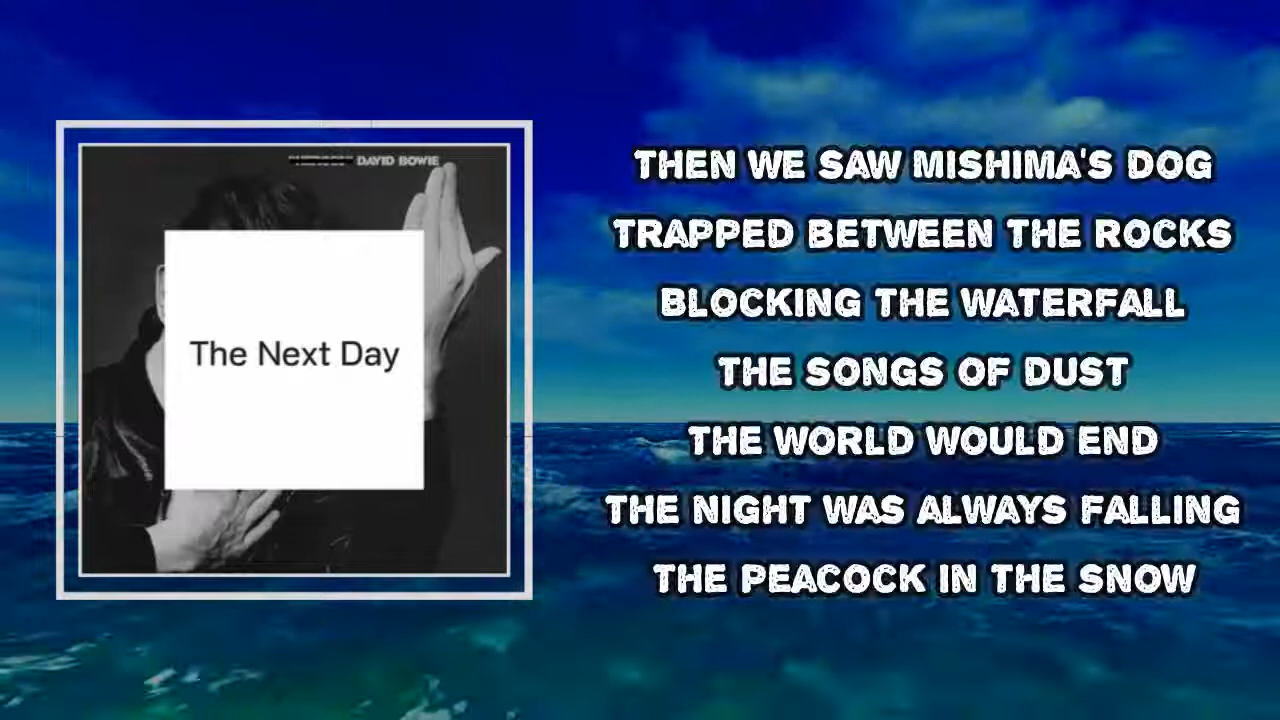 DAVID BOWIE
The Next Day
THEN WE SAW MISHIMA'S DOG
TRAPPED BETWEEN THE ROCKS
BLOCKING THE WATERFALL
THE SONGS OF DUST
THE WORLD WOULD END
THE NIGHT WAS ALWAYS FALLING
THE PEACOCK IN THE SNOW